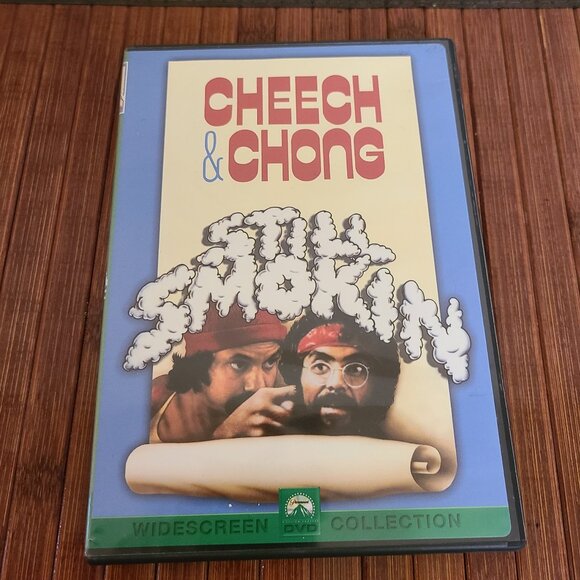 CHEECH
& CHONG
STILL
SMOKIN
WIDESCREEN DVD COLLECTION